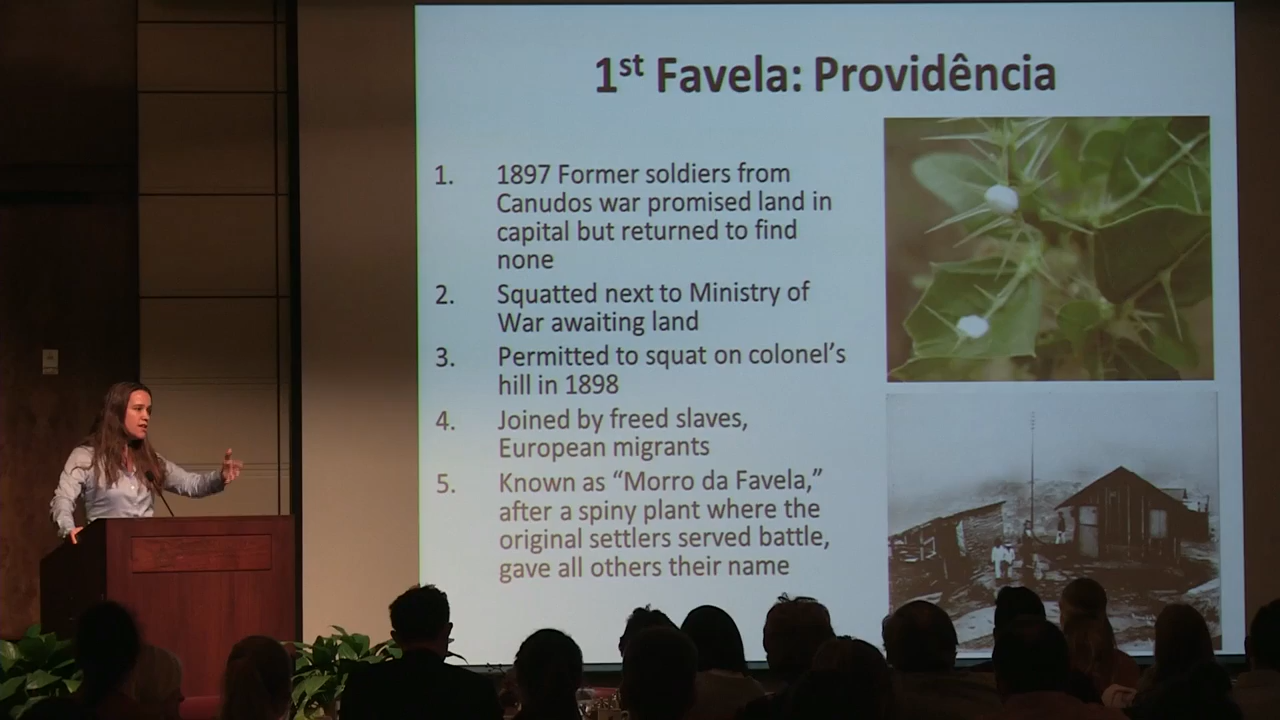 1st Favela: Providência
1. 1897 Former soldiers from
Canudos war promised land in
capital but returned to find
none
2. Squatted next to Ministry of
War awaiting land
3. Permitted to squat on colonel’s
hill in 1898
4. Joined by freed slaves,
European migrants
5. Known as “Morro da Favela,”
after a spiny plant where the
original settlers served battle,
gave all others their name